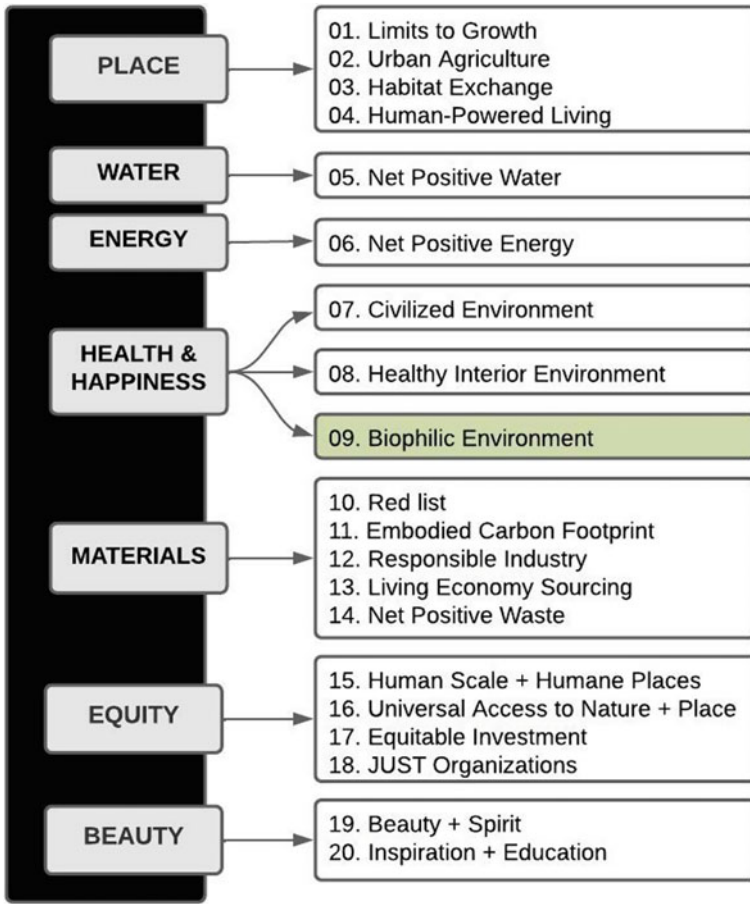 PLACE
01. Limits to Growth
02. Urban Agriculture
03. Habitat Exchange
04. Human-Powered Living
WATER
05. Net Positive Water
ENERGY
06. Net Positive Energy
HEALTH &
HAPPINESS
07. Civilized Environment
08. Healthy Interior Environment
09. Biophilic Environment
MATERIALS
10. Red list
11. Embodied Carbon Footprint
12. Responsible Industry
13. Living Economy Sourcing
14. Net Positive Waste
EQUITY
15. Human Scale + Humane Places
16. Universal Access to Nature + Place
17. Equitable Investment
18. JUST Organizations
BEAUTY
19. Beauty + Spirit
20. Inspiration + Education